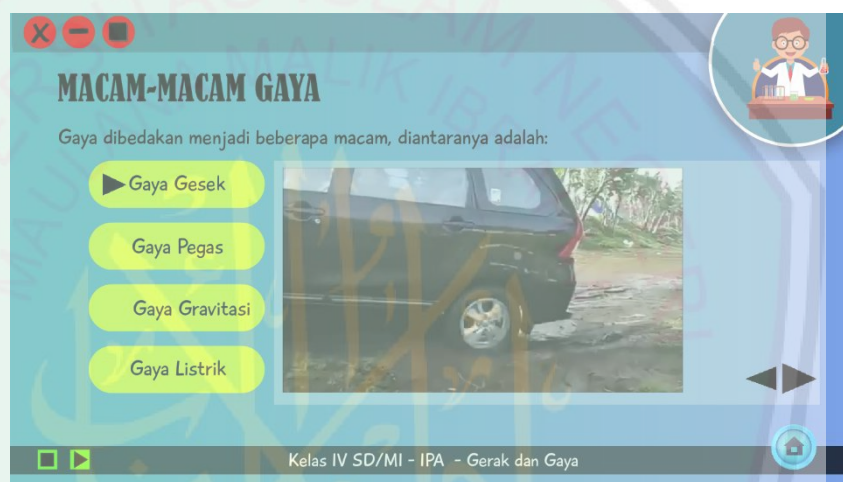 X
MACAM-MACAM GAYA
Gaya dibedakan menjadi beberapa macam, diantaranya adalah:
Gaya Gesek
Gaya Pegas
Gaya Gravitasi
Gaya Listrik
Kelas IV SD/MI - IPA - Gerak dan Gaya